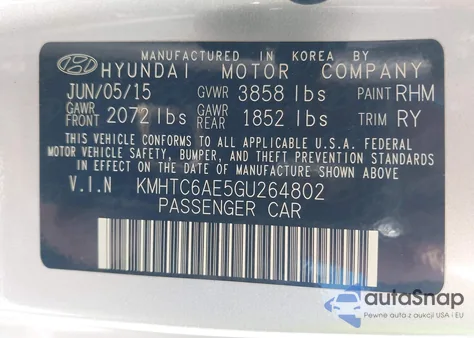 MANUFACTURED IN KOREA BY
HYUNDAI MOTOR COMPANY
JUN/05/15 GVWR 3858 lbs PAINT RHM
GAWR FRONT 2072 lbs GAWR REAR 1852 lbs TRIM RY
THIS VEHICLE CONFORMS TO ALL APPLICABLE U.S.A. FEDERAL
MOTOR VEHICLE SAFETY, BUMPER, AND THEFT PREVENTION STANDARDS
IN EFFECT ON THE DATE OF MANUFACTURE SHOWN ABOVE.
V.I.N KMHTC6AE5GU264802
PASSENGER CAR
autoSnap
Pewne auta z aukcji USA i EU